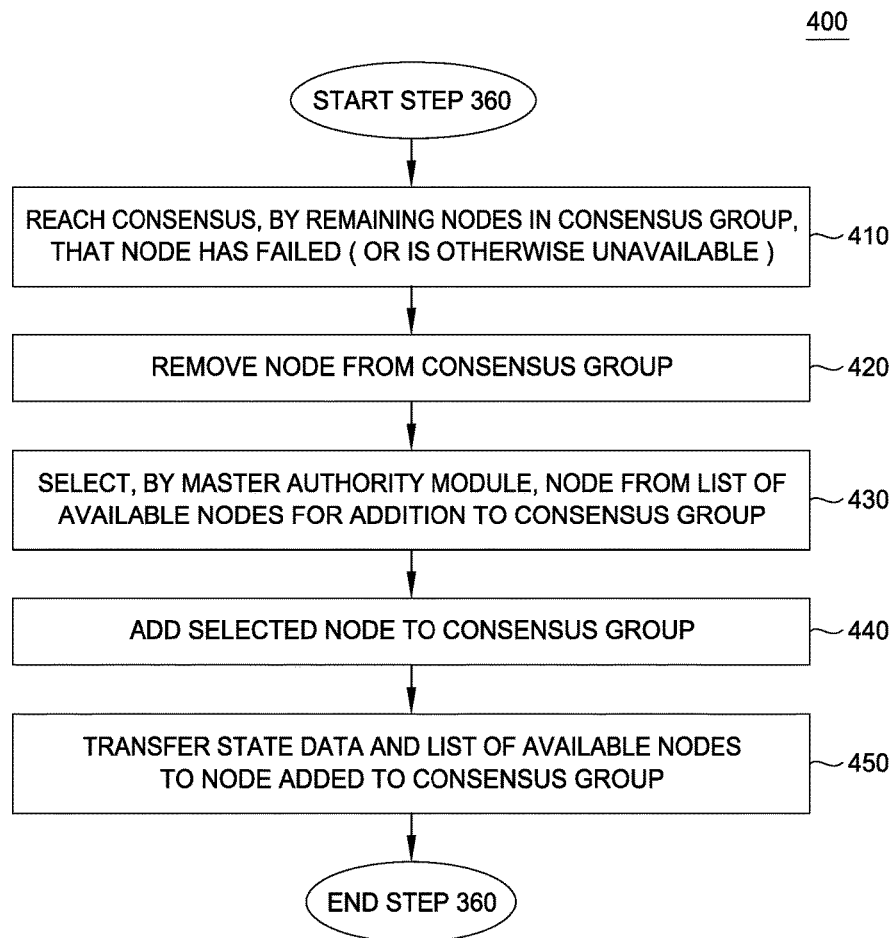 400
START STEP 360
REACH CONSENSUS, BY REMAINING NODES IN CONSENSUS GROUP,
THAT NODE HAS FAILED ( OR IS OTHERWISE UNAVAILABLE )
410
REMOVE NODE FROM CONSENSUS GROUP
420
SELECT, BY MASTER AUTHORITY MODULE, NODE FROM LIST OF
AVAILABLE NODES FOR ADDITION TO CONSENSUS GROUP
430
ADD SELECTED NODE TO CONSENSUS GROUP
440
TRANSFER STATE DATA AND LIST OF AVAILABLE NODES
TO NODE ADDED TO CONSENSUS GROUP
450
END STEP 360